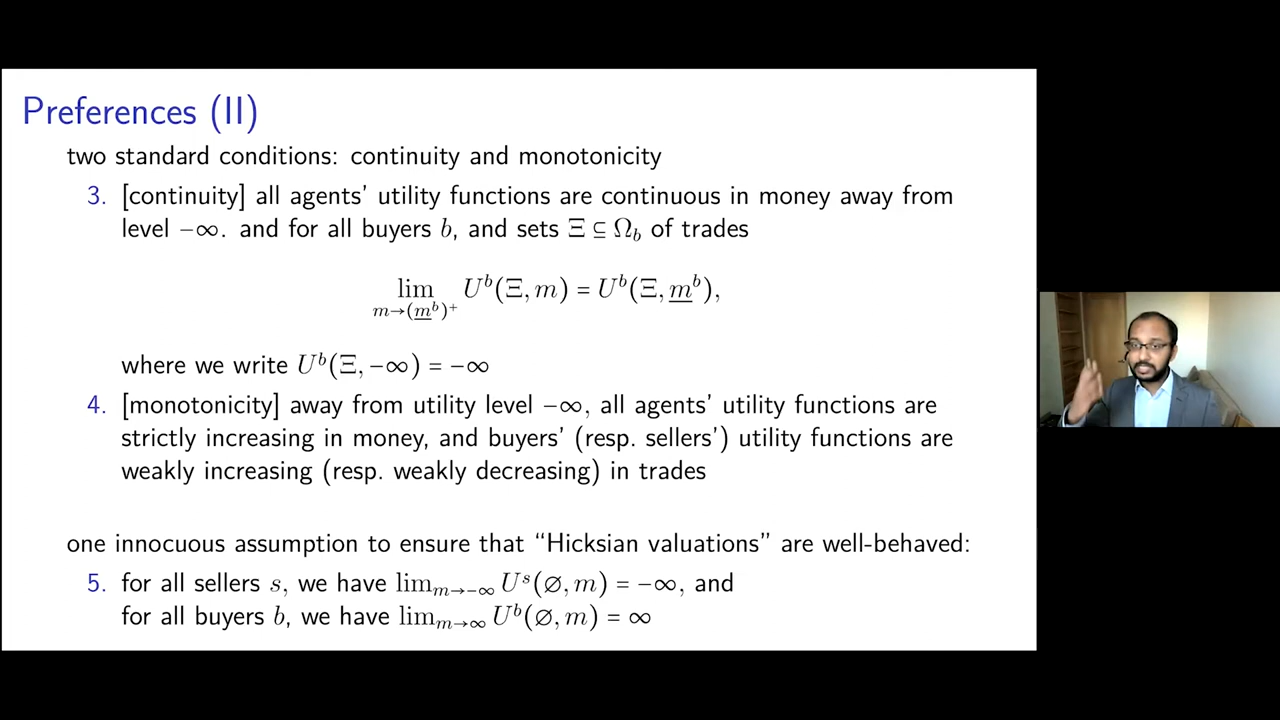 Preferences (II)
two standard conditions: continuity and monotonicity
3. [continuity] all agents' utility functions are continuous in money away from
level −∞. and for all buyers b, and sets Ξ ⊆ Ω_b of trades
lim_{m→(\underline{m}^b)^+} U^b(Ξ, m) = U^b(Ξ, \underline{m}^b),
where we write U^b(Ξ, −∞) = −∞
4. [monotonicity] away from utility level −∞, all agents' utility functions are
strictly increasing in money, and buyers' (resp. sellers') utility functions are
weakly increasing (resp. weakly decreasing) in trades
one innocuous assumption to ensure that “Hicksian valuations” are well-behaved:
5. for all sellers s, we have lim_{m→−∞} U^s(∅, m) = −∞, and
for all buyers b, we have lim_{m→∞} U^b(∅, m) = ∞